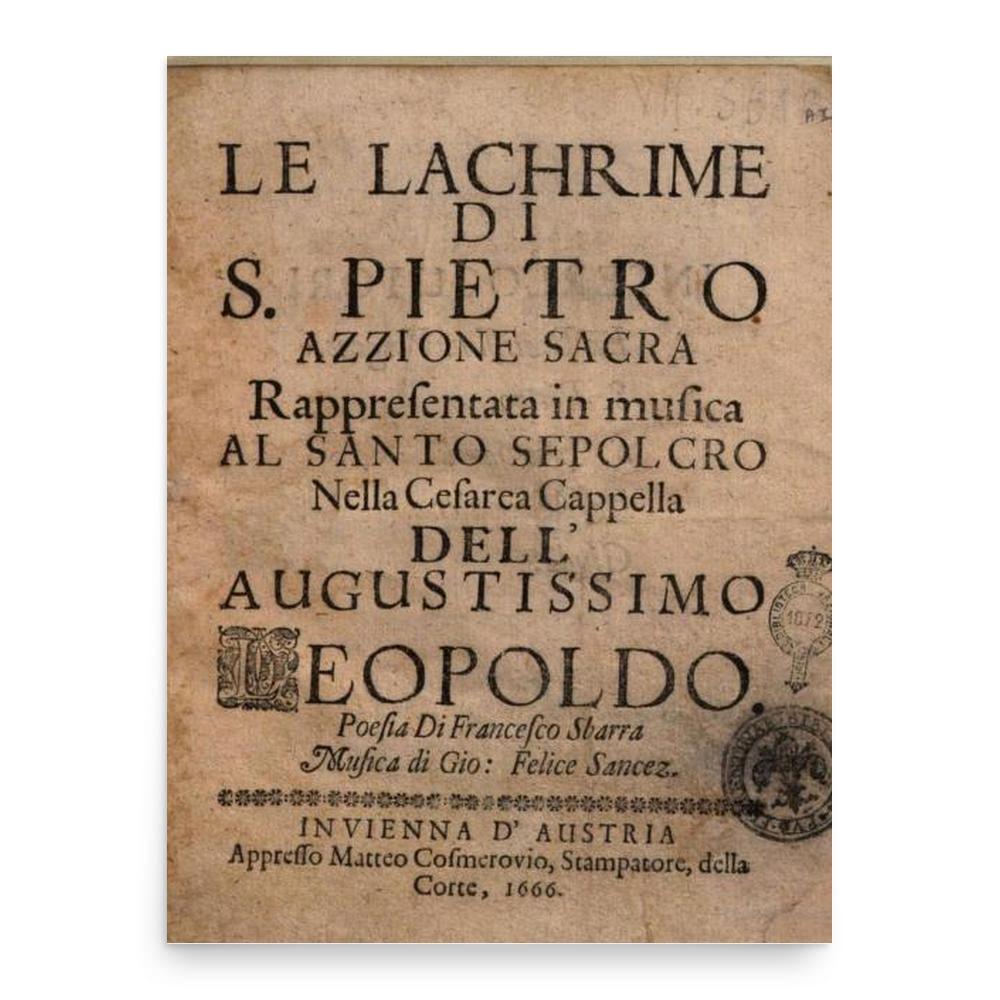 LE LACHRIME
DI
S. PIETRO
AZZIONE SACRA
Rappreſentata in muſica
AL SANTO SEPOLCRO
Nella Ceſarea Cappella
DELL'
AUGUSTISSIMO
LEOPOLDO.
Poeſia Di Franceſco Sbarra
Muſica di Gio: Felice Sancez.
INVIENNA D' AUSTRIA
Appreſſo Matteo Coſmerovio, Stampatore, della
Corte, 1666.
BIBLIOTECA